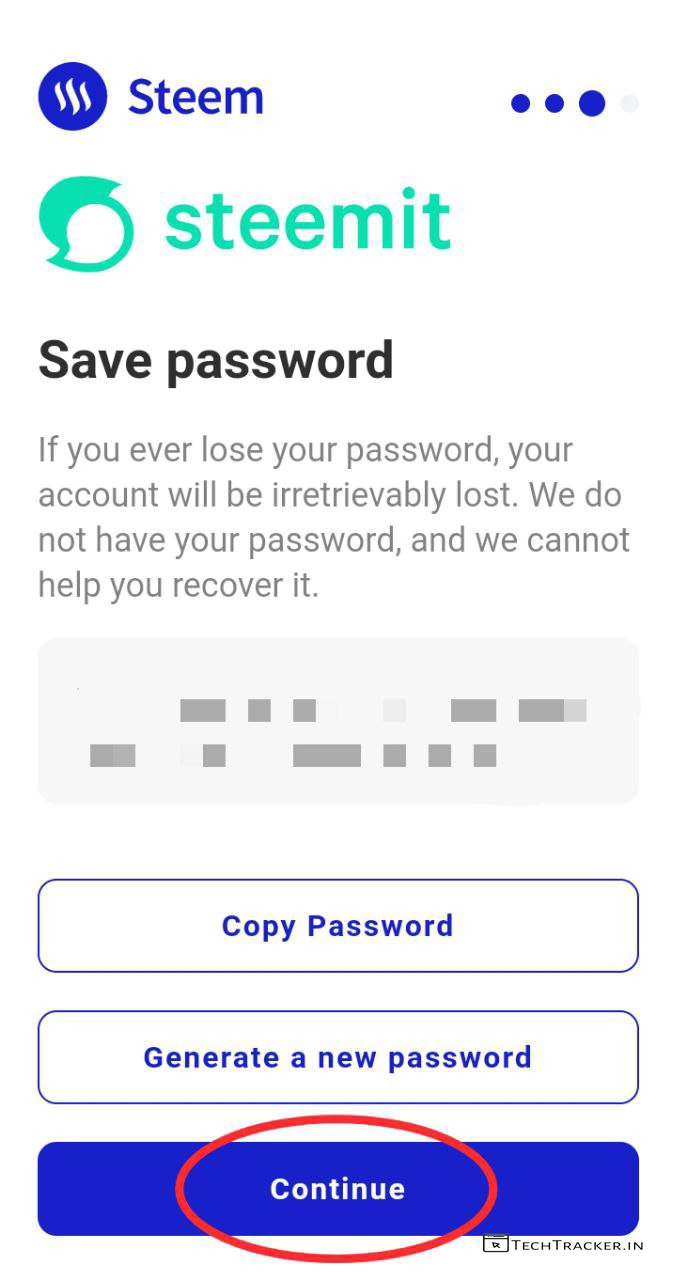 Steem
steemit
Save password
If you ever lose your password, your
account will be irretrievably lost. We do
not have your password, and we cannot
help you recover it.
Copy Password
Generate a new password
Continue
TECHTRACKER.IN